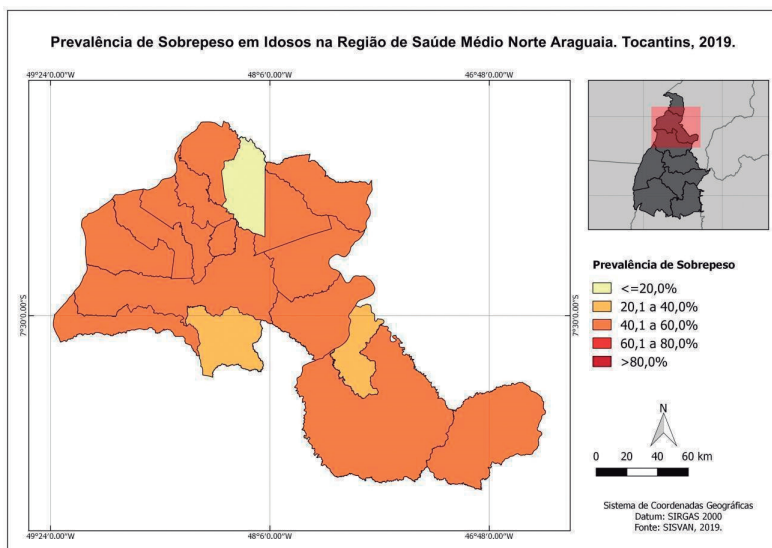 Prevalência de Sobrepeso em Idosos na Região de Saúde Médio Norte Araguaia. Tocantins, 2019.
49°24'0.00"W
48°6'0.00"W
46°48'0.00"W
7°30'0.00"S
7°30'0.00"S
Prevalência de Sobrepeso
<=20,0%
20,1 a 40,0%
40,1 a 60,0%
60,1 a 80,0%
>80,0%
N
0 20 40 60 km
Sistema de Coordenadas Geográficas
Datum: SIRGAS 2000
Fonte: SISVAN, 2019.
49°24'0.00"W
48°6'0.00"W
46°48'0.00"W